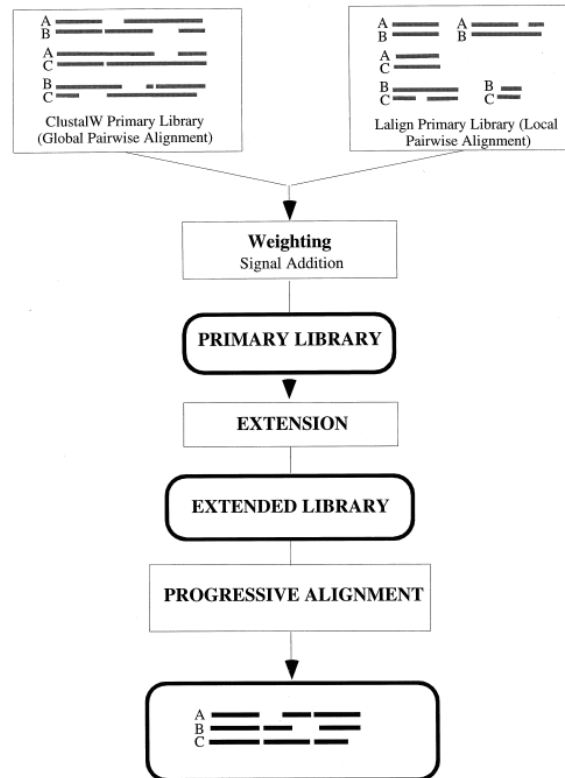 A
B
A
C
B
C
ClustalW Primary Library
(Global Pairwise Alignment)
A
B
A
B
A
C
B
C
B
C
Lalign Primary Library (Local
Pairwise Alignment)
Weighting
Signal Addition
PRIMARY LIBRARY
EXTENSION
EXTENDED LIBRARY
PROGRESSIVE ALIGNMENT
A
B
C